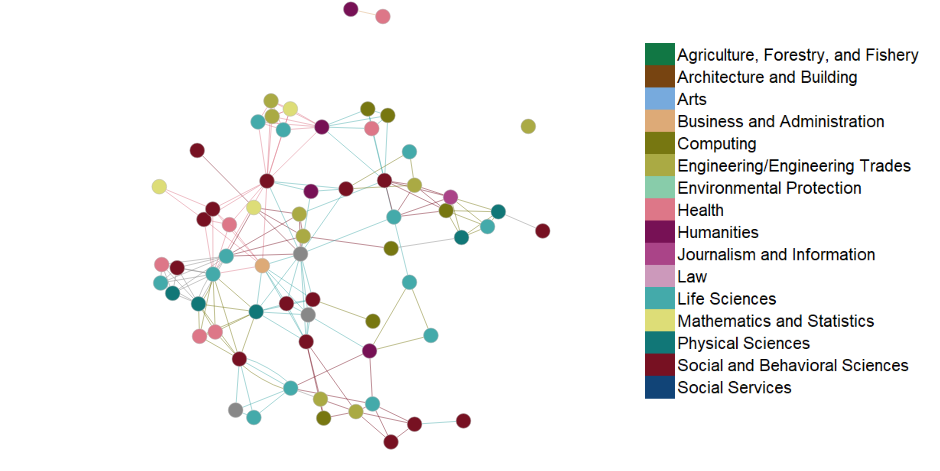 Agriculture, Forestry, and Fishery
Architecture and Building
Arts
Business and Administration
Computing
Engineering/Engineering Trades
Environmental Protection
Health
Humanities
Journalism and Information
Law
Life Sciences
Mathematics and Statistics
Physical Sciences
Social and Behavioral Sciences
Social Services